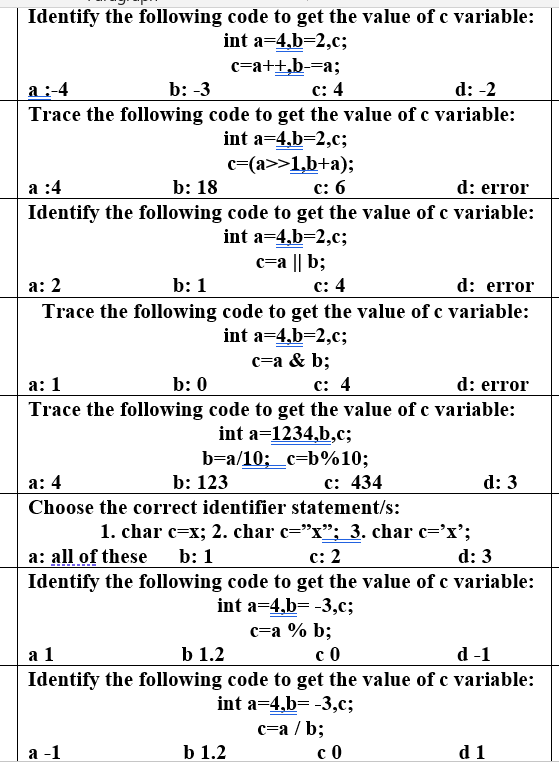 Identify the following code to get the value of c variable:
int a=4,b=2,c;
c=a++,b-=a;
a :-4 b: -3 c: 4 d: -2
Trace the following code to get the value of c variable:
int a=4,b=2,c;
c=(a>>1,b+a);
a :4 b: 18 c: 6 d: error
Identify the following code to get the value of c variable:
int a=4,b=2,c;
c=a || b;
a: 2 b: 1 c: 4 d: error
Trace the following code to get the value of c variable:
int a=4,b=2,c;
c=a & b;
a: 1 b: 0 c: 4 d: error
Trace the following code to get the value of c variable:
int a=1234,b,c;
b=a/10; c=b%10;
a: 4 b: 123 c: 434 d: 3
Choose the correct identifier statement/s:
1. char c=x; 2. char c=”x”; 3. char c=’x’;
a: all of these b: 1 c: 2 d: 3
Identify the following code to get the value of c variable:
int a=4,b= -3,c;
c=a % b;
a 1 b 1.2 c 0 d -1
Identify the following code to get the value of c variable:
int a=4,b= -3,c;
c=a / b;
a -1 b 1.2 c 0 d 1